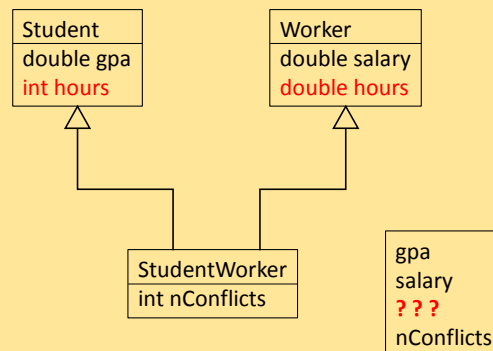 Student
double gpa
int hours
Worker
double salary
double hours
StudentWorker
int nConflicts
gpa
salary
? ? ?
nConflicts